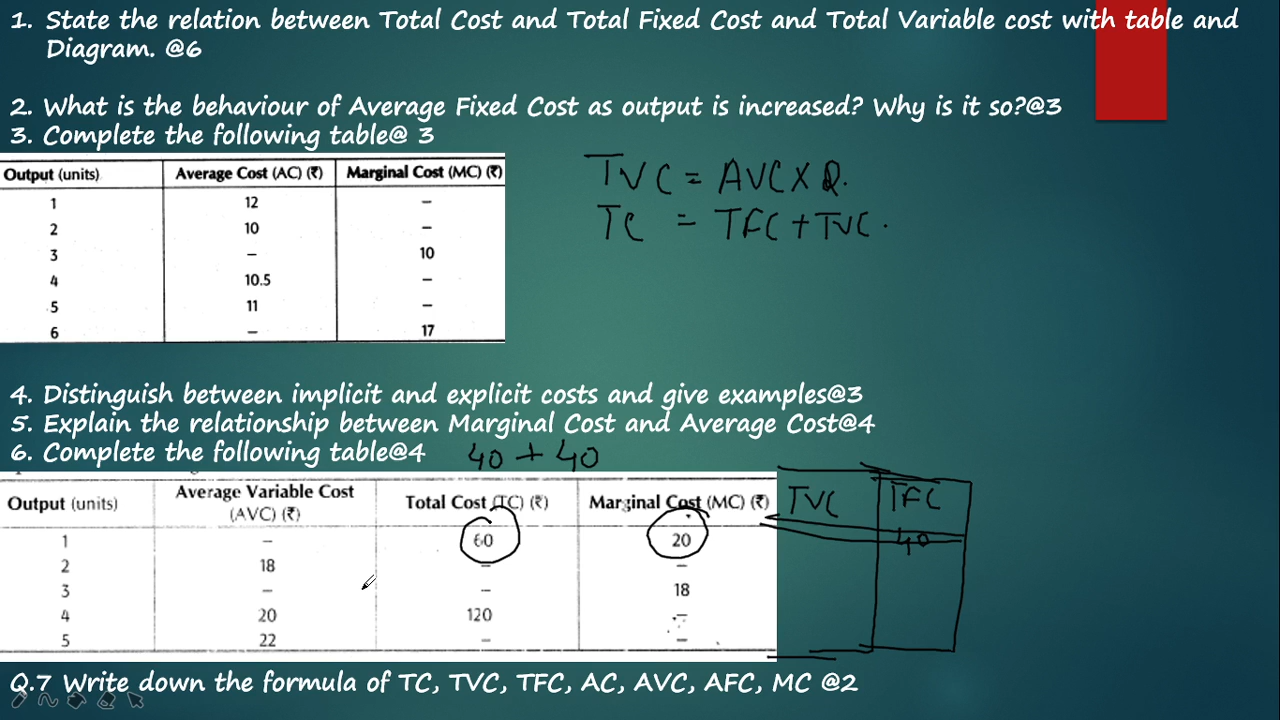 1. State the relation between Total Cost and Total Fixed Cost and Total Variable cost with table and
Diagram. @6
2. What is the behaviour of Average Fixed Cost as output is increased? Why is it so?@3
3. Complete the following table@ 3
Output (units) Average Cost (AC) (₹) Marginal Cost (MC) (₹)
1 12 –
2 10 –
3 – 10
4 10.5 –
5 11 –
6 – 17
TVC = AVC X Q.
TC = TFC + TVC.
4. Distinguish between implicit and explicit costs and give examples@3
5. Explain the relationship between Marginal Cost and Average Cost@4
6. Complete the following table@4
40 + 40
Output (units) Average Variable Cost (AVC) (₹) Total Cost (TC) (₹) Marginal Cost (MC) (₹) TVC TFC
1 – 60 20 40
2 18 – –
3 – – 18
4 20 120 –
5 22 – –
Q.7 Write down the formula of TC, TVC, TFC, AC, AVC, AFC, MC @2